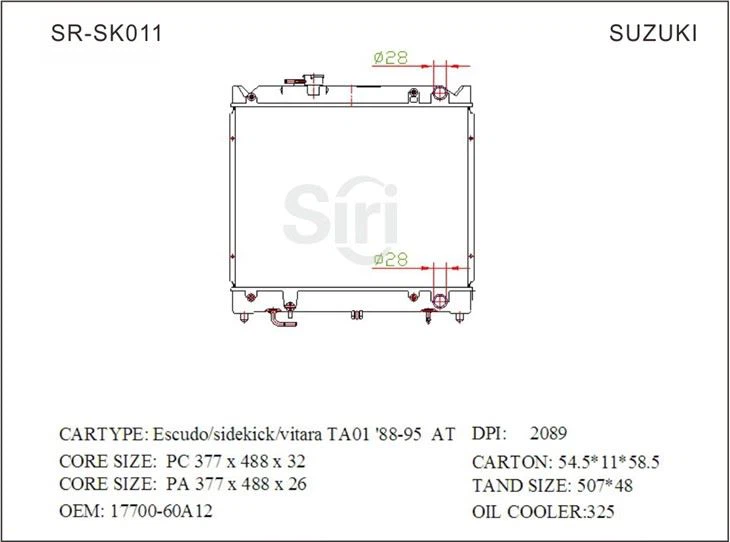 SR-SK011 SUZUKI
ø28
Siri
ø28
CARTYPE: Escudo/sidekick/vitara TA01 '88-95 AT DPI: 2089
CORE SIZE: PC 377 x 488 x 32 CARTON: 54.5*11*58.5
CORE SIZE: PA 377 x 488 x 26 TAND SIZE: 507*48
OEM: 17700-60A12 OIL COOLER:325